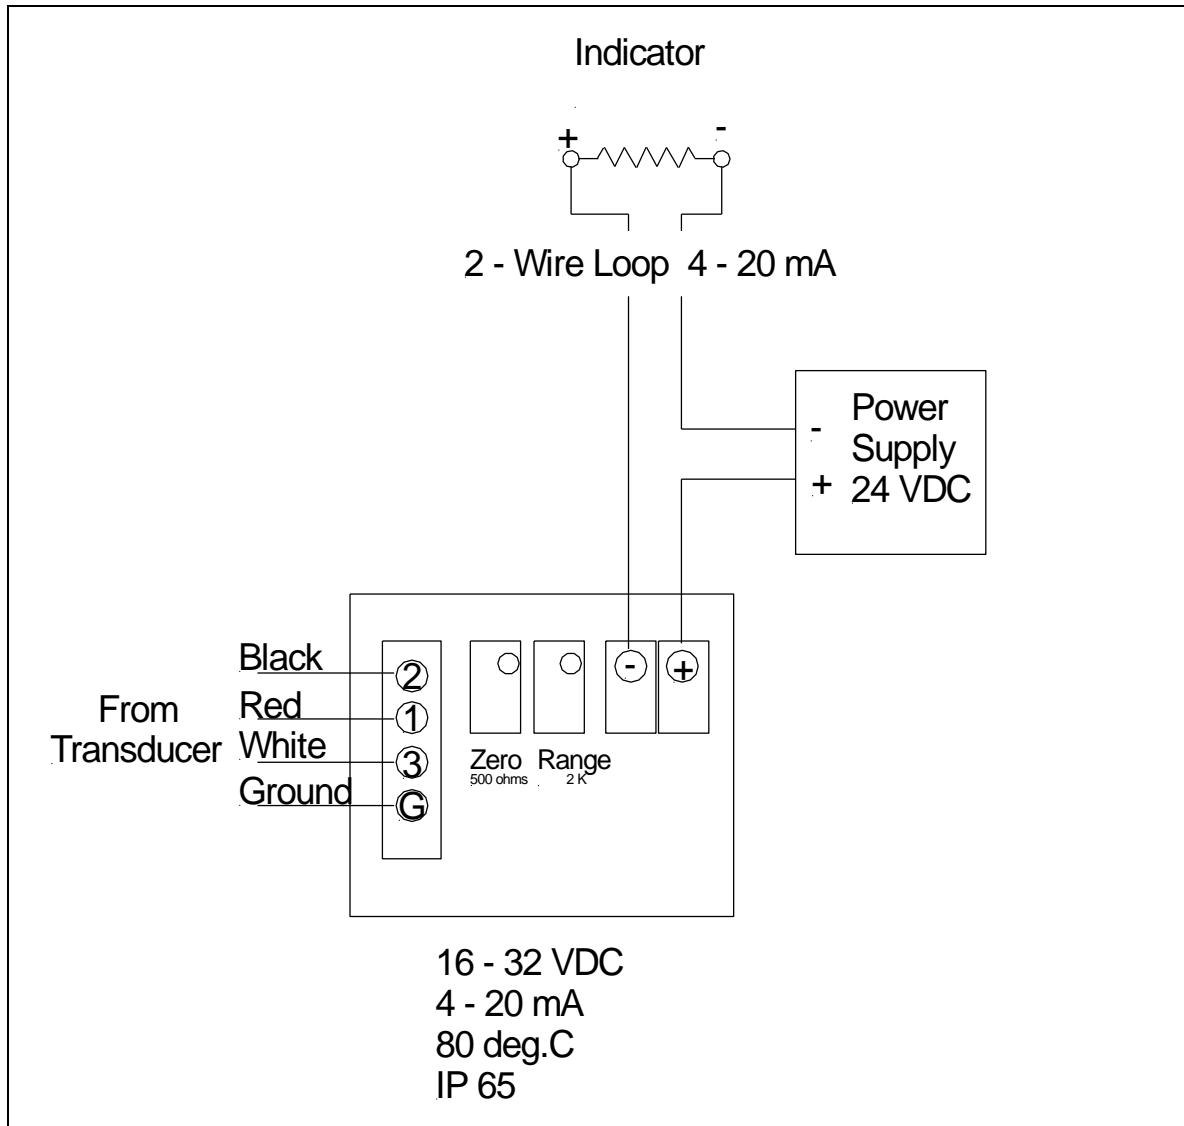 Indicator
+ -
2 - Wire Loop 4 - 20 mA
Power
Supply
24 VDC
-
+
Black
Red
White
Ground
From
Transducer
2
1
3
G
- +
Zero Range
500 ohms 2 K
16 - 32 VDC
4 - 20 mA
80 deg.C
IP 65